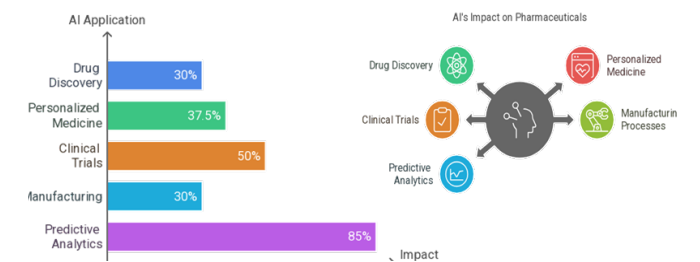 AI Application
Drug
Discovery
30%
Personalized
Medicine
37.5%
Clinical
Trials
50%
Manufacturing
30%
Predictive
Analytics
85%
Impact
AI's Impact on Pharmaceuticals
Drug Discovery
Personalized
Medicine
Clinical Trials
Manufacturin
Processes
Predictive
Analytics